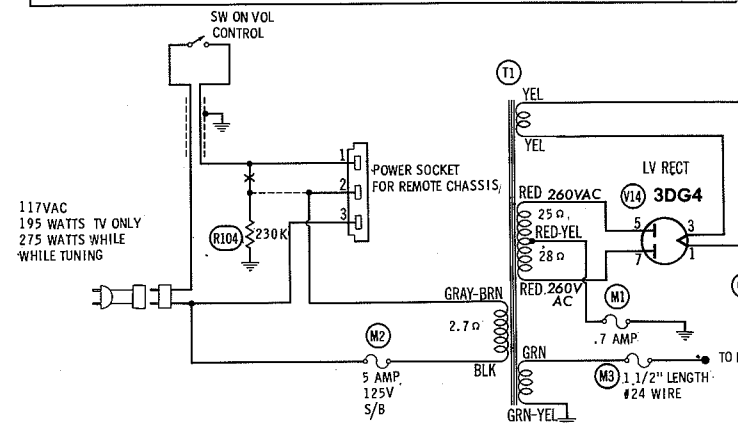 SW ON VOL
CONTROL
T1
YEL
YEL
LV RECT
V14 3DG4
1
POWER SOCKET
FOR REMOTE CHASSIS
2
3
RED 260VAC
25Ω
RED-YEL
28Ω
RED 260V
AC
5
3
7
1
117VAC
195 WATTS TV ONLY
275 WATTS WHILE
WHILE TUNING
R104 230K
GRAY-BRN
2.7Ω
BLK
M1
.7 AMP
M2
5 AMP
125V
S/B
GRN
GRN-YEL
M3 1 1/2" LENGTH
#24 WIRE
TO